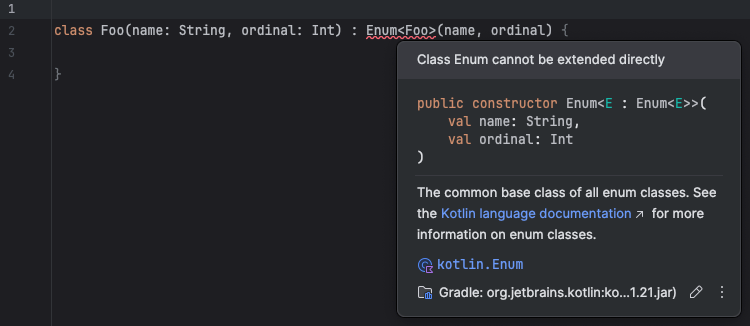 1
2 class Foo(name: String, ordinal: Int) : Enum<Foo>(name, ordinal) {
3
4 }
Class Enum cannot be extended directly
public constructor Enum<E : Enum<E>>(
val name: String,
val ordinal: Int
)
The common base class of all enum classes. See
the Kotlin language documentation ↗ for more
information on enum classes.
kotlin.Enum
Gradle: org.jetbrains.kotlin:ko...1.21.jar)